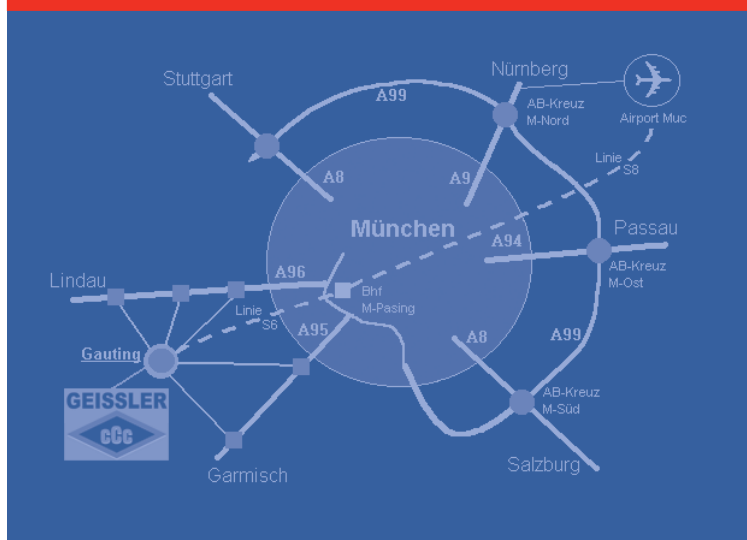 Stuttgart
Nürnberg
A99
AB-Kreuz
M-Nord
Airport Muc
Linie
S8
A8
A9
München
Passau
A94
AB-Kreuz
M-Ost
Lindau
A96
Bhf
M-Pasing
Linie
S6
A95
A8
A99
Gauting
AB-Kreuz
M-Süd
GEISSLER
cGc
Salzburg
Garmisch